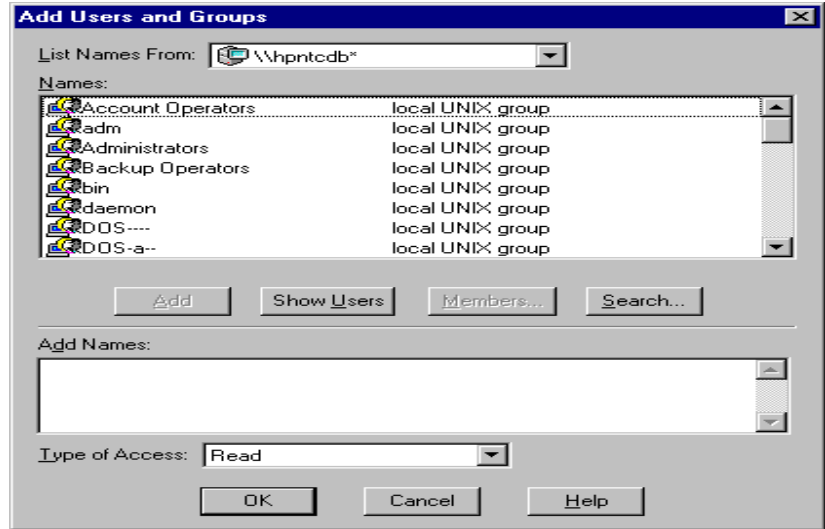 Add Users and Groups
List Names From: \\hpntcdb*
Names:
Account Operators local UNIX group
adm local UNIX group
Administrators local UNIX group
Backup Operators local UNIX group
bin local UNIX group
daemon local UNIX group
DOS---- local UNIX group
DOS-a-- local UNIX group
Add Show Users Members... Search...
Add Names:
Type of Access: Read
OK Cancel Help